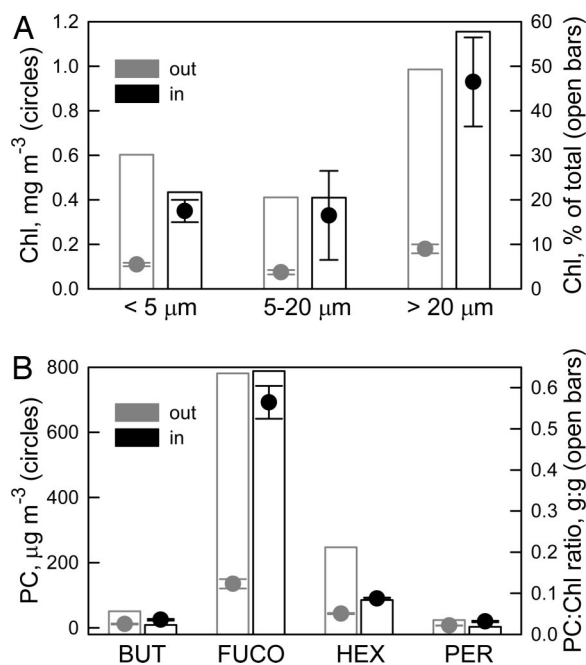 A
Chl, mg m⁻³ (circles)
1.2
1.0
0.8
0.6
0.4
0.2
0.0
out
in
60
50
40
30
20
10
0
Chl, % of total (open bars)
< 5 μm 5-20 μm > 20 μm
B
PC, μg m⁻³ (circles)
800
600
400
200
0
out
in
0.6
0.5
0.4
0.3
0.2
0.1
0.0
PC:Chl ratio, g:g (open bars)
BUT FUCO HEX PER